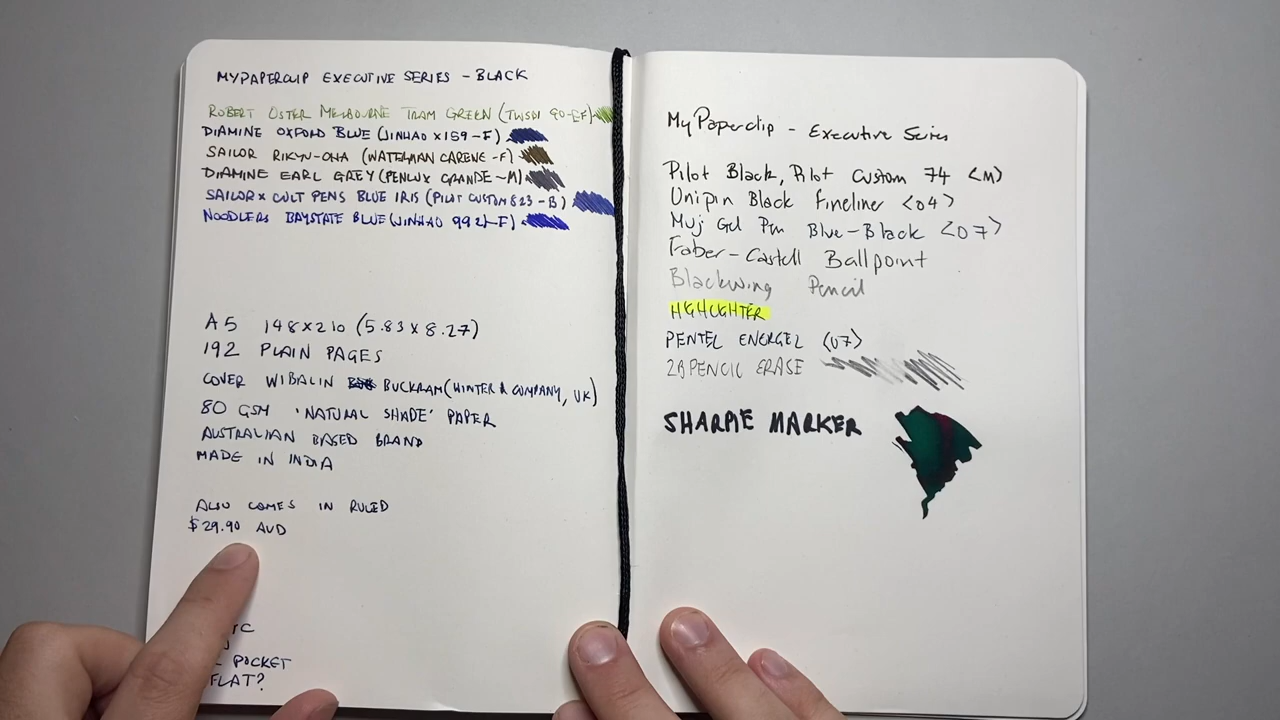 MYPAPERCLIP EXECUTIVE SERIES - BLACK
ROBERT OSTER MELBOURNE TRAM GREEN (TWSBI 90-EF)
DIAMINE OXFORD BLUE (JINHAO X159-F)
SAILOR RIKYU-CHA (WATERMAN CARENE-F)
DIAMINE EARL GREY (PENLUX GRANDE-M)
SAILOR X CULT PENS BLUE IRIS (PILOT CUSTOM 823-B)
NOODLERS BAYSTATE BLUE (JINHAO 992-F)
A5 148X210 (5.83 X 8.27)
192 PLAIN PAGES
COVER WIBALIN BUCKRAM (WINTER & COMPANY, UK)
80 GSM 'NATURAL SHADE' PAPER
AUSTRALIAN BASED BRAND
MADE IN INDIA
ALSO COMES IN RULED
$29.90 AUD
POCKET
FLAT?
MyPaperclip - Executive Series
Pilot Black, Pilot Custom 74 <M>
Unipin Black Fineliner <04>
Muji Gel Pen Blue-Black <07>
Faber-Castell Ballpoint
Blackwing Pencil
HIGHLIGHTER
PENTEL ENERGEL <07>
2B PENCIL ERASE
SHARPIE MARKER